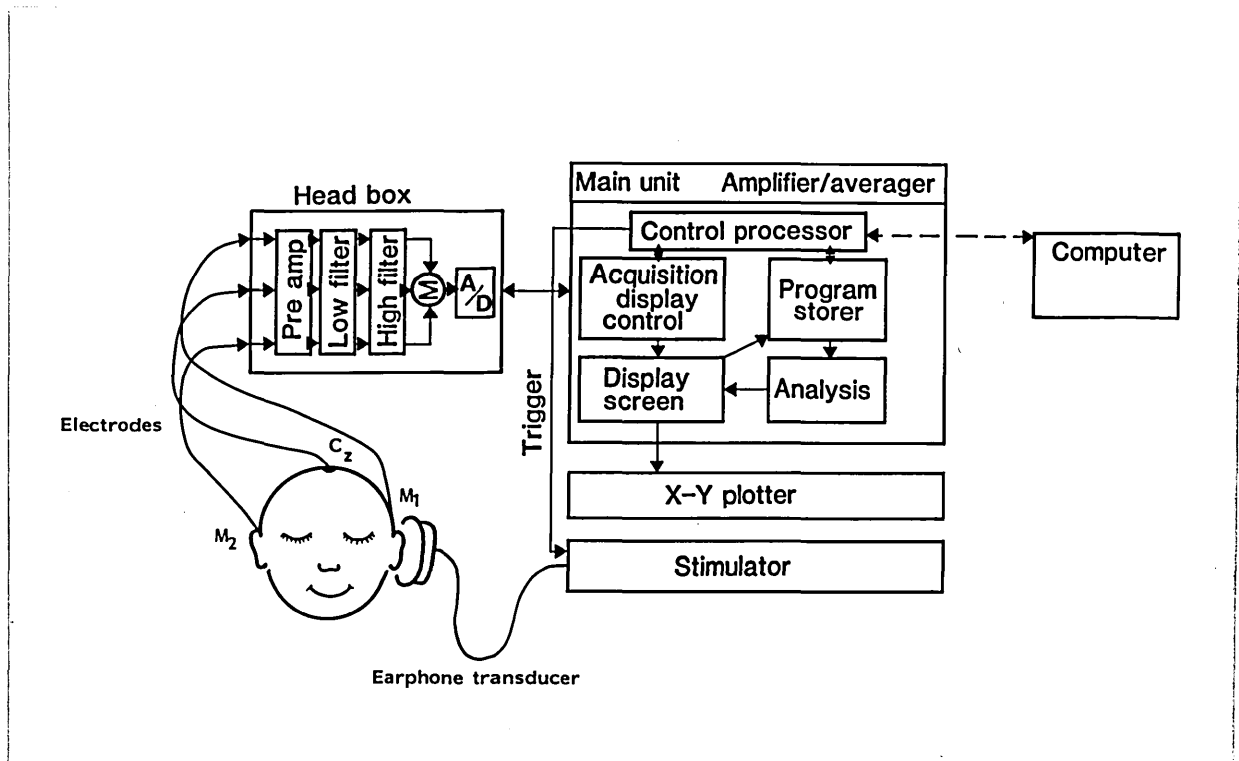 Head box
Pre amp
Low filter
High filter
M
A/D
Main unit Amplifier/averager
Control processor
Acquisition
display
control
Program
storer
Display
screen
Analysis
Computer
Trigger
X-Y plotter
Stimulator
Electrodes
Cz
M1
M2
Earphone transducer